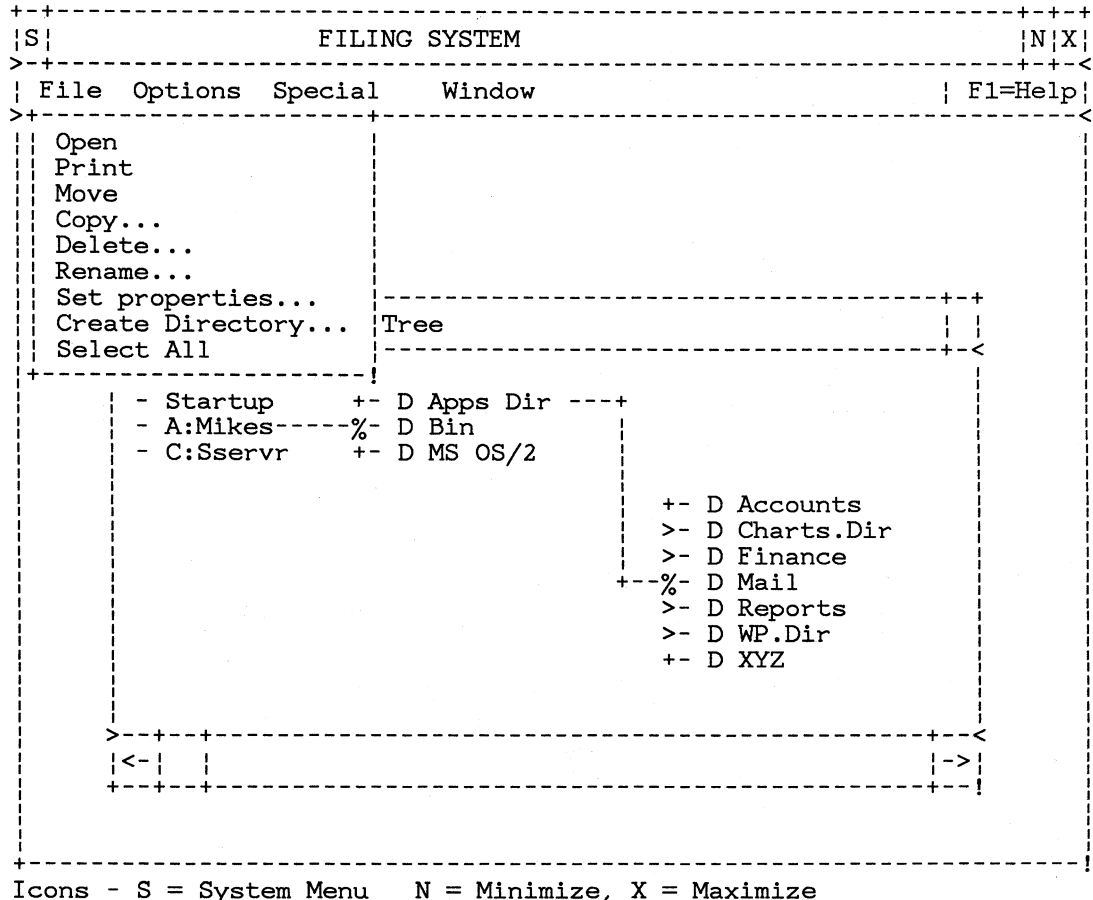 S FILING SYSTEM N X
File Options Special Window F1=Help
Open
Print
Move
Copy...
Delete...
Rename...
Set properties...
Create Directory... Tree
Select All
- Startup +- D Apps Dir ---+
- A:Mikes-----%- D Bin
- C:Sservr +- D MS OS/2
+- D Accounts
>- D Charts.Dir
>- D Finance
+--%- D Mail
>- D Reports
>- D WP.Dir
+- D XYZ
<- ->
Icons - S = System Menu N = Minimize, X = Maximize